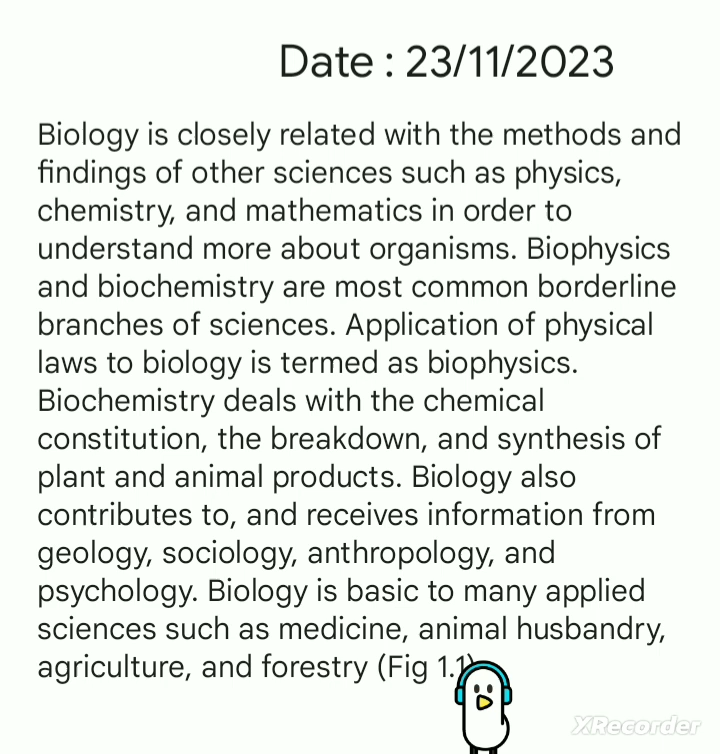 Date : 23/11/2023
Biology is closely related with the methods and
findings of other sciences such as physics,
chemistry, and mathematics in order to
understand more about organisms. Biophysics
and biochemistry are most common borderline
branches of sciences. Application of physical
laws to biology is termed as biophysics.
Biochemistry deals with the chemical
constitution, the breakdown, and synthesis of
plant and animal products. Biology also
contributes to, and receives information from
geology, sociology, anthropology, and
psychology. Biology is basic to many applied
sciences such as medicine, animal husbandry,
agriculture, and forestry (Fig 1.1)
XRecorder